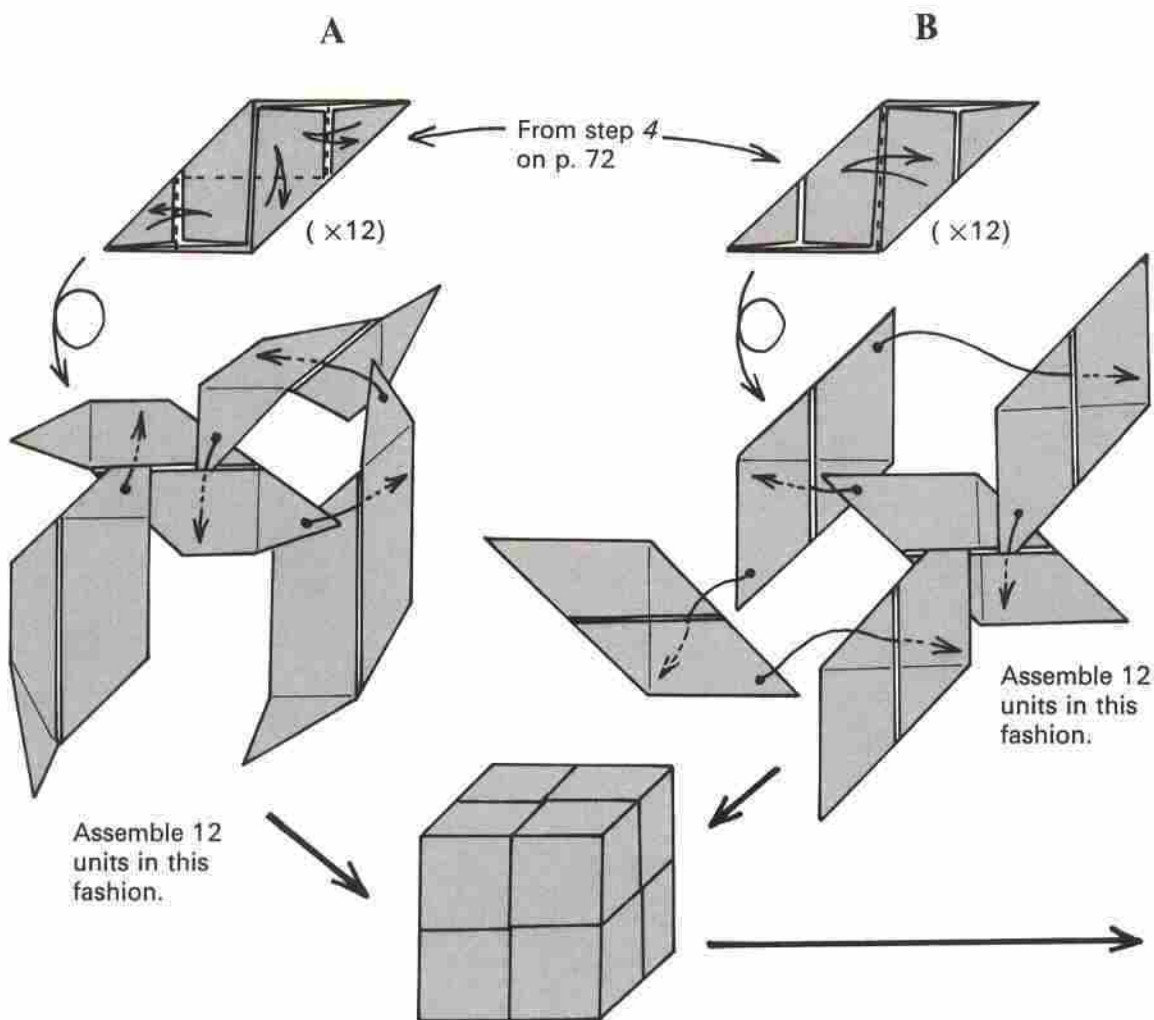 A
B
From step 4
on p. 72
( ×12)
( ×12)
Assemble 12
units in this
fashion.
Assemble 12
units in this
fashion.